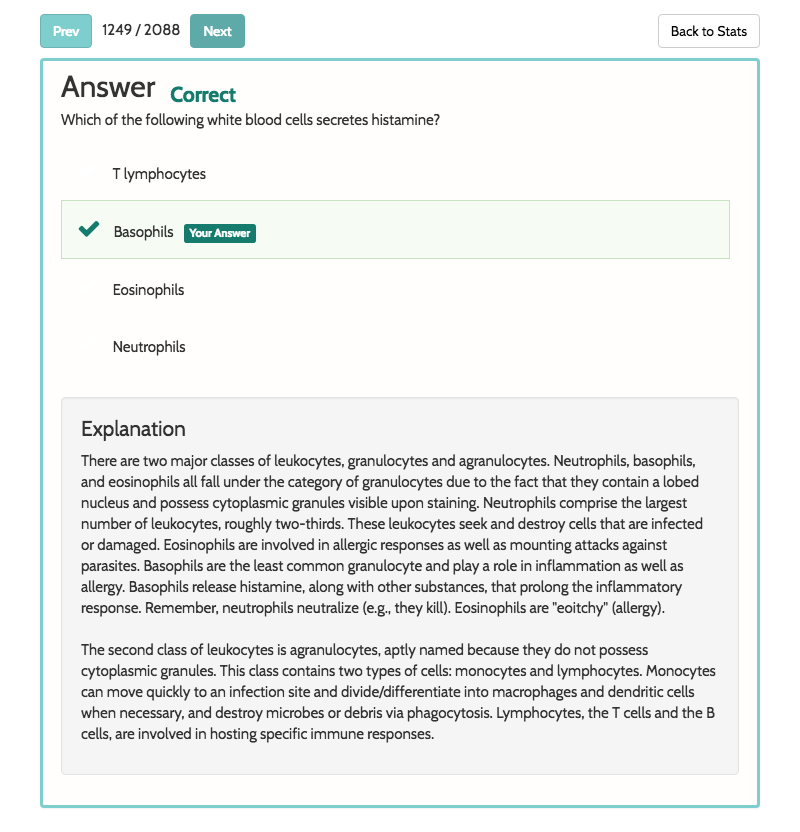 Prev 1249 / 2088 Next Back to Stats
Answer Correct
Which of the following white blood cells secretes histamine?
T lymphocytes
Basophils Your Answer
Eosinophils
Neutrophils
Explanation
There are two major classes of leukocytes, granulocytes and agranulocytes. Neutrophils, basophils,
and eosinophils all fall under the category of granulocytes due to the fact that they contain a lobed
nucleus and possess cytoplasmic granules visible upon staining. Neutrophils comprise the largest
number of leukocytes, roughly two-thirds. These leukocytes seek and destroy cells that are infected
or damaged. Eosinophils are involved in allergic responses as well as mounting attacks against
parasites. Basophils are the least common granulocyte and play a role in inflammation as well as
allergy. Basophils release histamine, along with other substances, that prolong the inflammatory
response. Remember, neutrophils neutralize (e.g., they kill). Eosinophils are "eoitchy" (allergy).
The second class of leukocytes is agranulocytes, aptly named because they do not possess
cytoplasmic granules. This class contains two types of cells: monocytes and lymphocytes. Monocytes
can move quickly to an infection site and divide/differentiate into macrophages and dendritic cells
when necessary, and destroy microbes or debris via phagocytosis. Lymphocytes, the T cells and the B
cells, are involved in hosting specific immune responses.